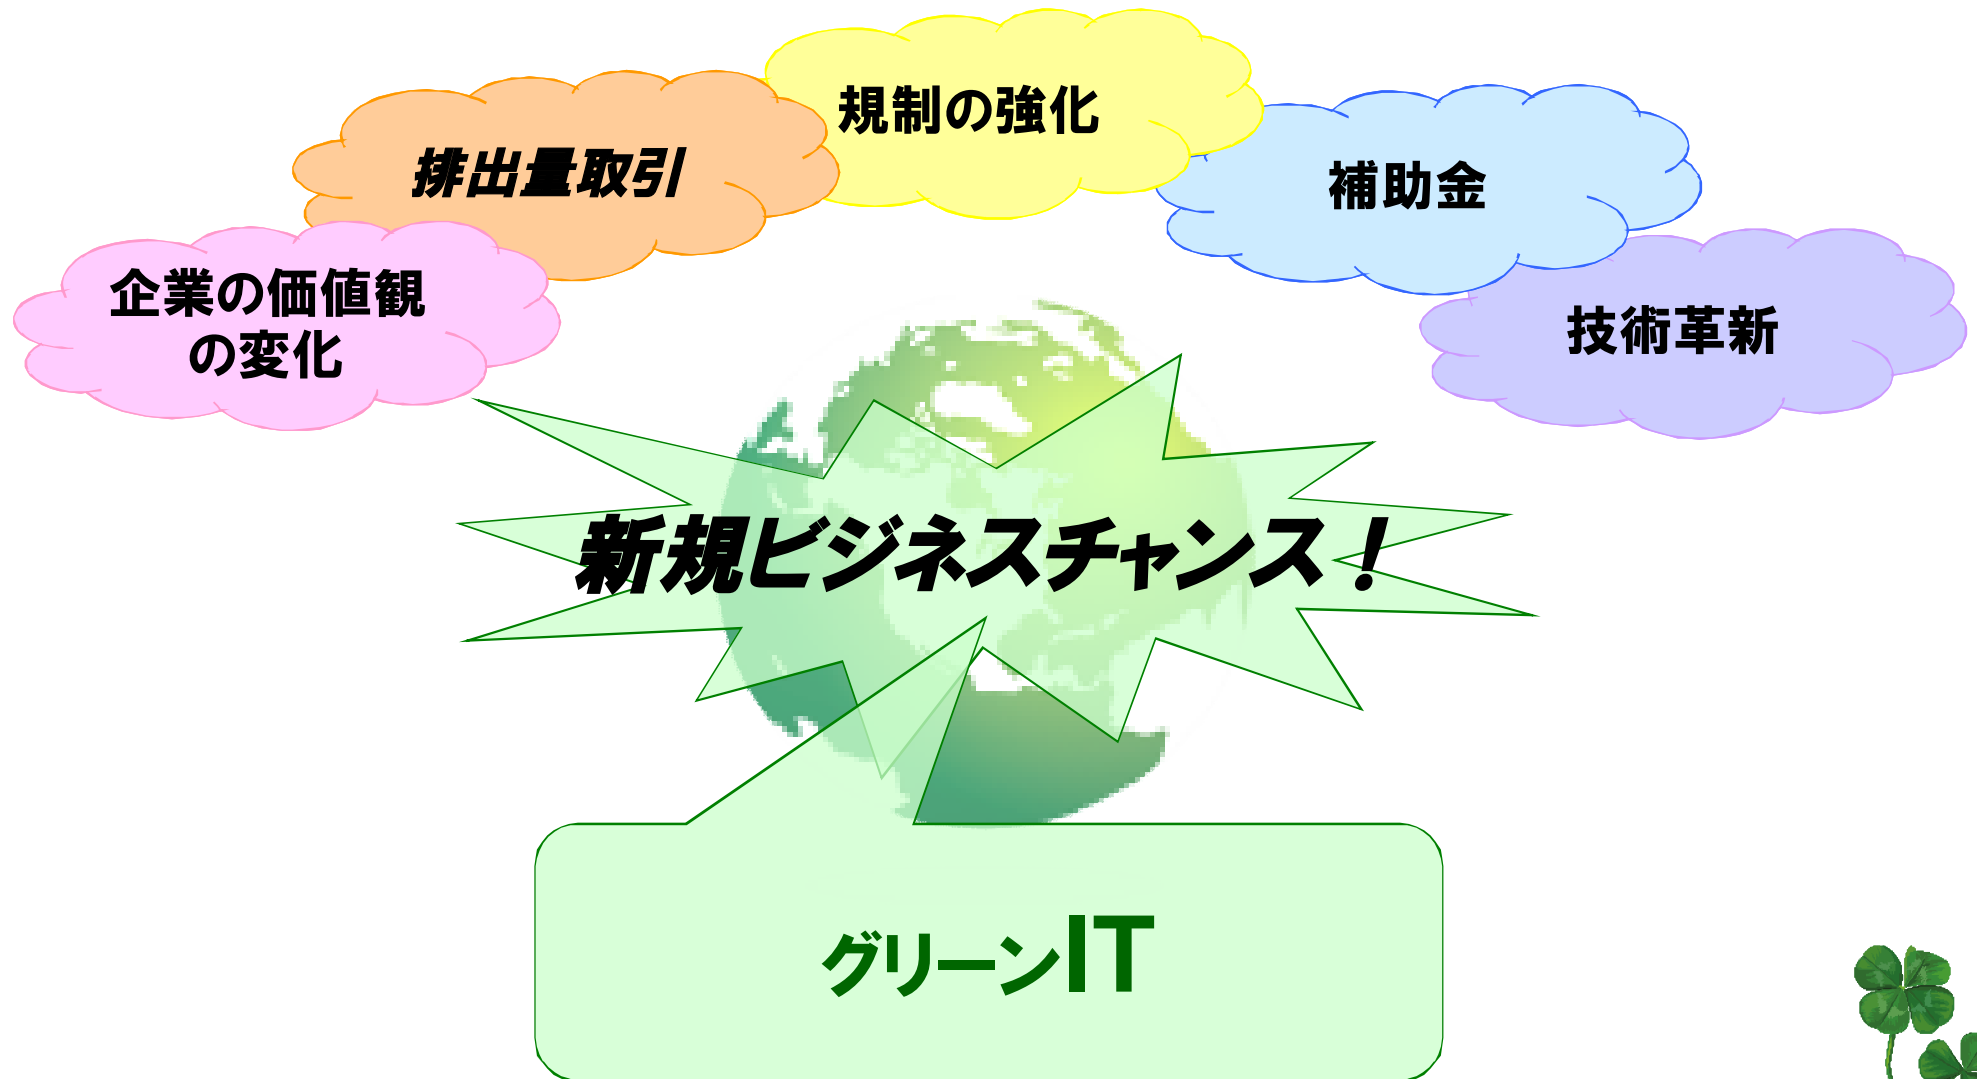 規制の強化
排出量取引
補助金
企業の価値観
の変化
技術革新
新規ビジネスチャンス！
グリーンIT